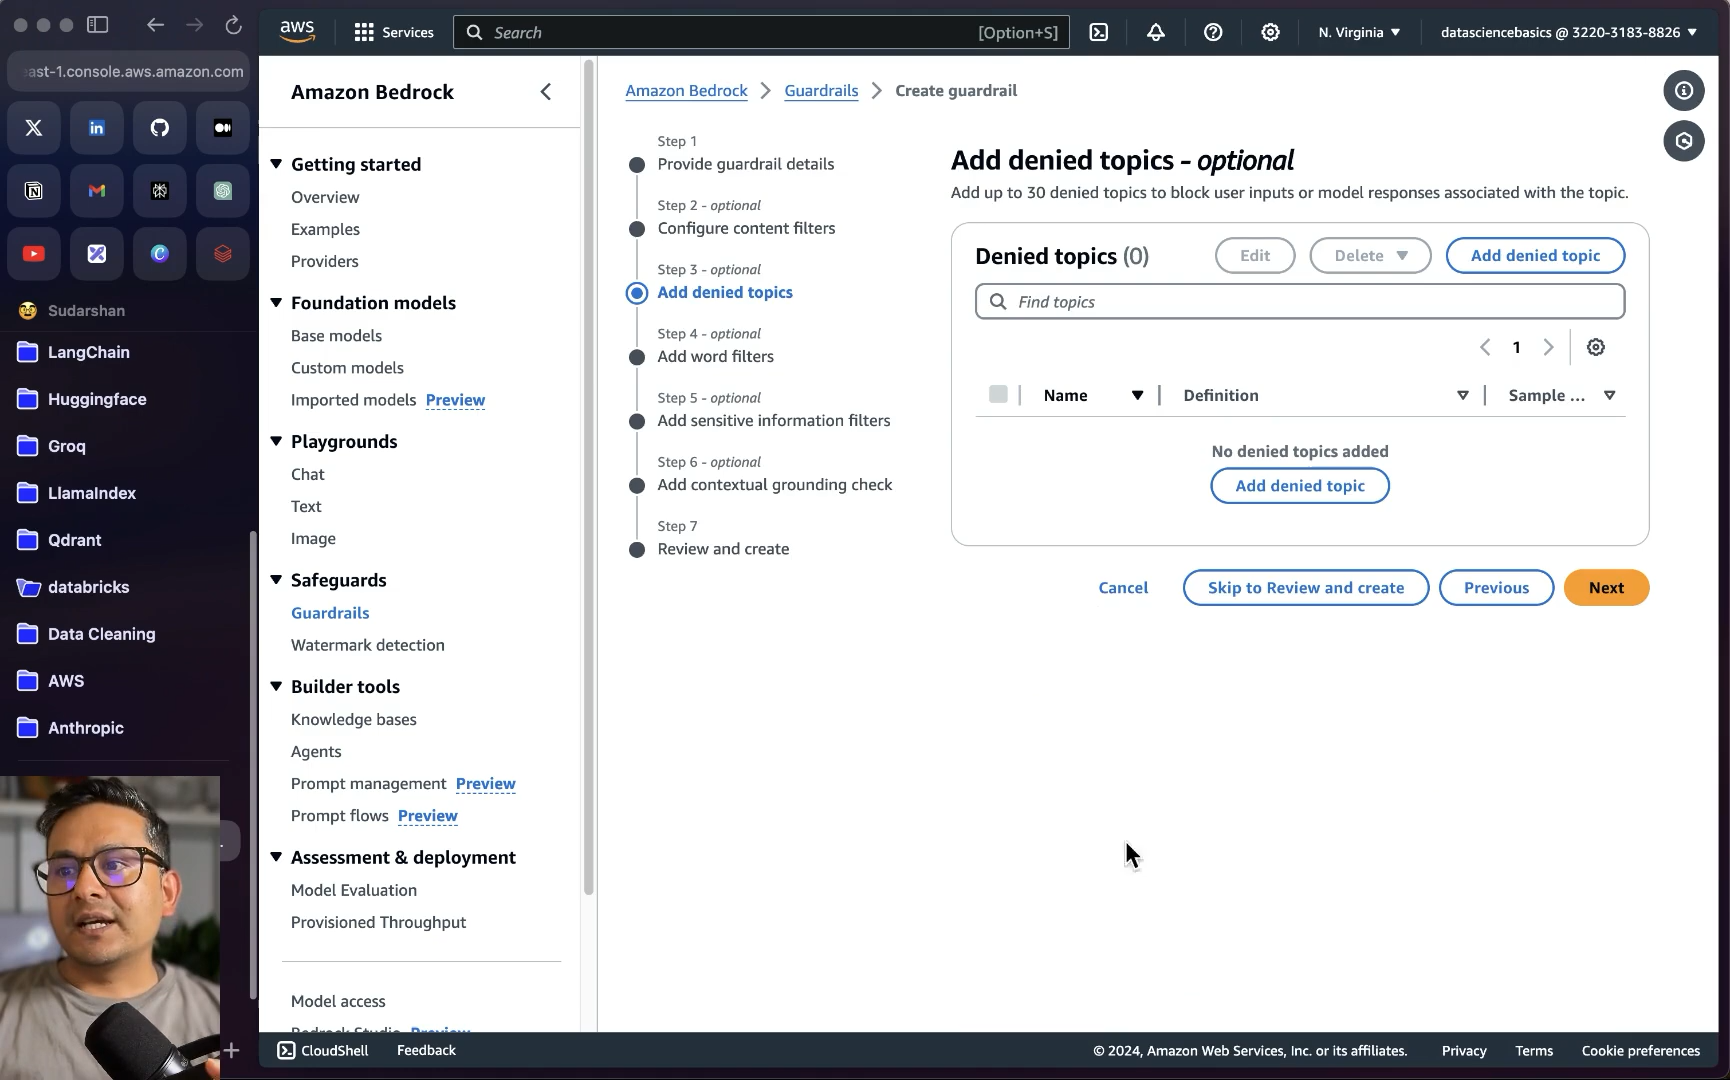 aws
Services
Search
[Option+S]
N. Virginia
datasciencebasics @ 3220-3183-8826
ast-1.console.aws.amazon.com
X
in
Sudarshan
LangChain
Huggingface
Groq
LlamaIndex
Qdrant
databricks
Data Cleaning
AWS
Anthropic
Amazon Bedrock
Getting started
Overview
Examples
Providers
Foundation models
Base models
Custom models
Imported models Preview
Playgrounds
Chat
Text
Image
Safeguards
Guardrails
Watermark detection
Builder tools
Knowledge bases
Agents
Prompt management Preview
Prompt flows Preview
Assessment & deployment
Model Evaluation
Provisioned Throughput
Model access
Bedrock Studio Preview
Amazon Bedrock > Guardrails > Create guardrail
Step 1
Provide guardrail details
Step 2 - optional
Configure content filters
Step 3 - optional
Add denied topics
Step 4 - optional
Add word filters
Step 5 - optional
Add sensitive information filters
Step 6 - optional
Add contextual grounding check
Step 7
Review and create
Add denied topics - optional
Add up to 30 denied topics to block user inputs or model responses associated with the topic.
Denied topics (0)
Edit
Delete
Add denied topic
Find topics
1
Name
Definition
Sample ...
No denied topics added
Add denied topic
Cancel
Skip to Review and create
Previous
Next
CloudShell
Feedback
© 2024, Amazon Web Services, Inc. or its affiliates.
Privacy
Terms
Cookie preferences